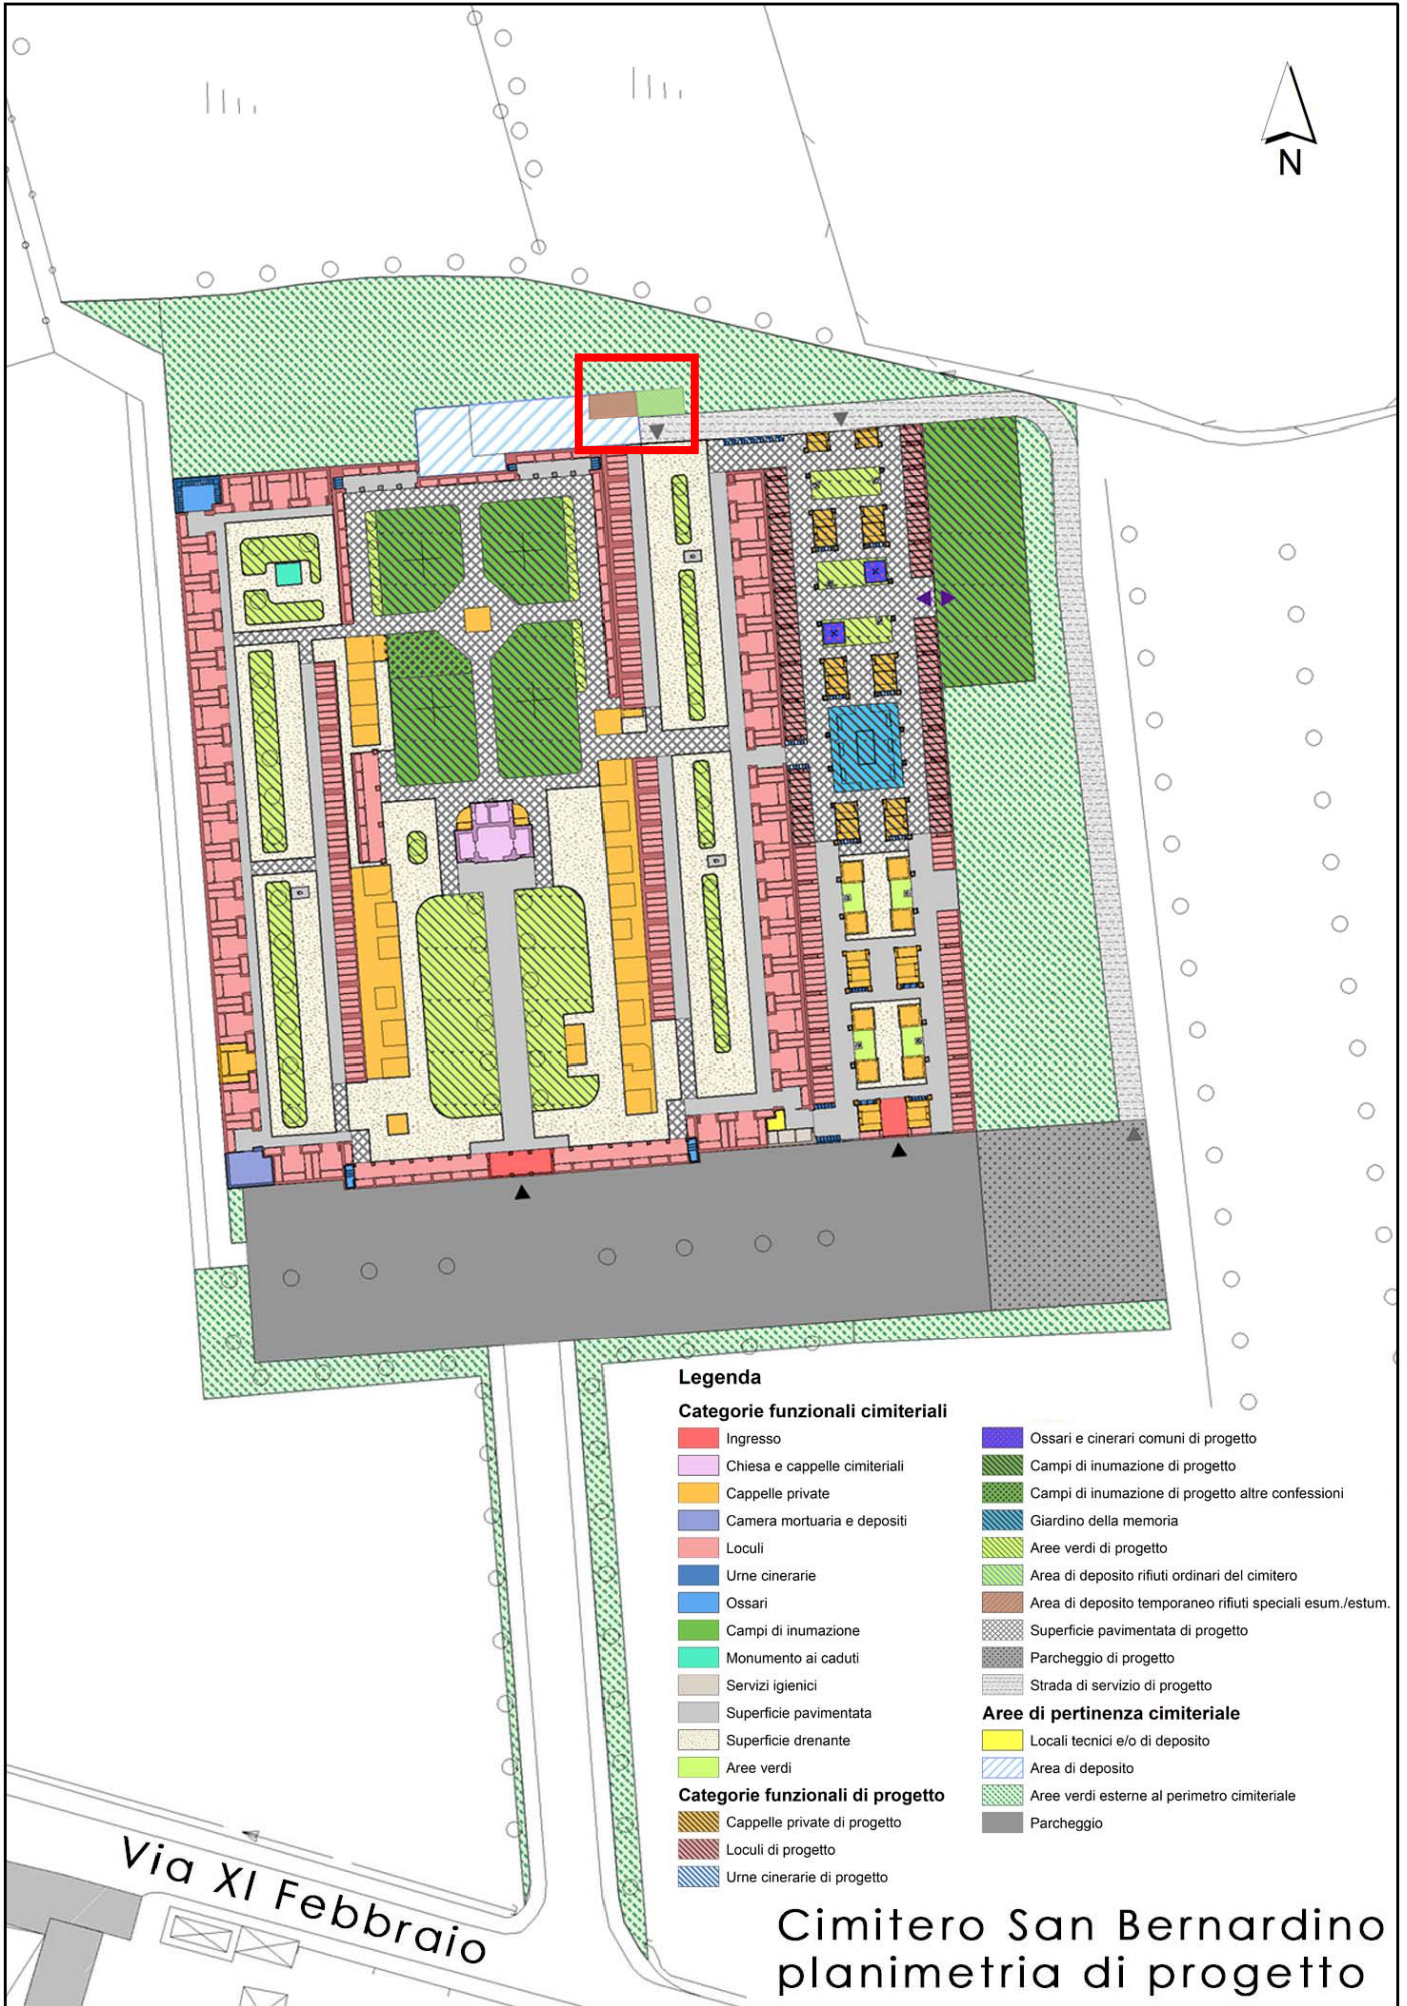 N
Legenda
Categorie funzionali cimiteriali
Ingresso
Chiesa e cappelle cimiteriali
Cappelle private
Camera mortuaria e depositi
Loculi
Urne cinerarie
Ossari
Campi di inumazione
Monumento ai caduti
Servizi igienici
Superficie pavimentata
Superficie drenante
Aree verdi
Categorie funzionali di progetto
Cappelle private di progetto
Loculi di progetto
Urne cinerarie di progetto
Ossari e cinerari comuni di progetto
Campi di inumazione di progetto
Campi di inumazione di progetto altre confessioni
Giardino della memoria
Aree verdi di progetto
Area di deposito rifiuti ordinari del cimitero
Area di deposito temporaneo rifiuti speciali esum./estum.
Superficie pavimentata di progetto
Parcheggio di progetto
Strada di servizio di progetto
Aree di pertinenza cimiteriale
Locali tecnici e/o di deposito
Area di deposito
Aree verdi esterne al perimetro cimiteriale
Parcheggio
Via XI Febbraio
Cimitero San Bernardino
planimetria di progetto